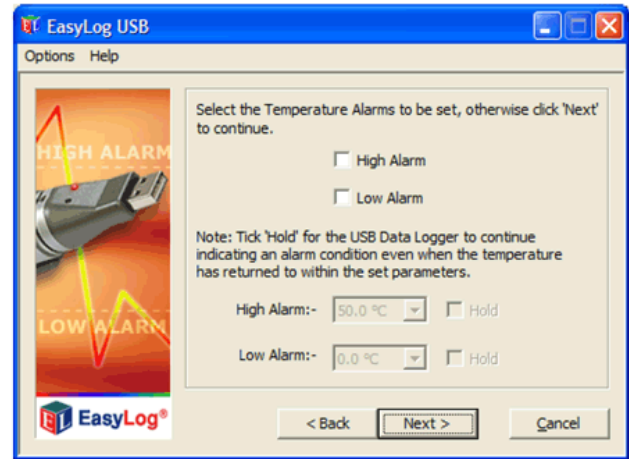 EasyLog USB
Options Help
HIGH ALARM
LOW ALARM
EL EasyLog®
Select the Temperature Alarms to be set, otherwise click 'Next'
to continue.
High Alarm
Low Alarm
Note: Tick 'Hold' for the USB Data Logger to continue
indicating an alarm condition even when the temperature
has returned to within the set parameters.
High Alarm:- 50.0 ºC Hold
Low Alarm:- 0.0 ºC Hold
< Back Next > Cancel